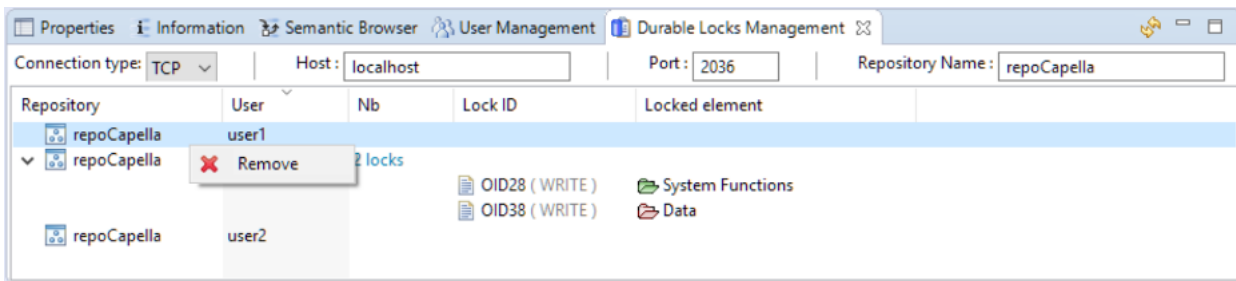 Properties Information Semantic Browser User Management Durable Locks Management
Connection type: TCP Host : localhost Port : 2036 Repository Name : repoCapella
Repository User Nb Lock ID Locked element
repoCapella user1
repoCapella Remove 2 locks
OID28 ( WRITE ) System Functions
OID38 ( WRITE ) Data
repoCapella user2